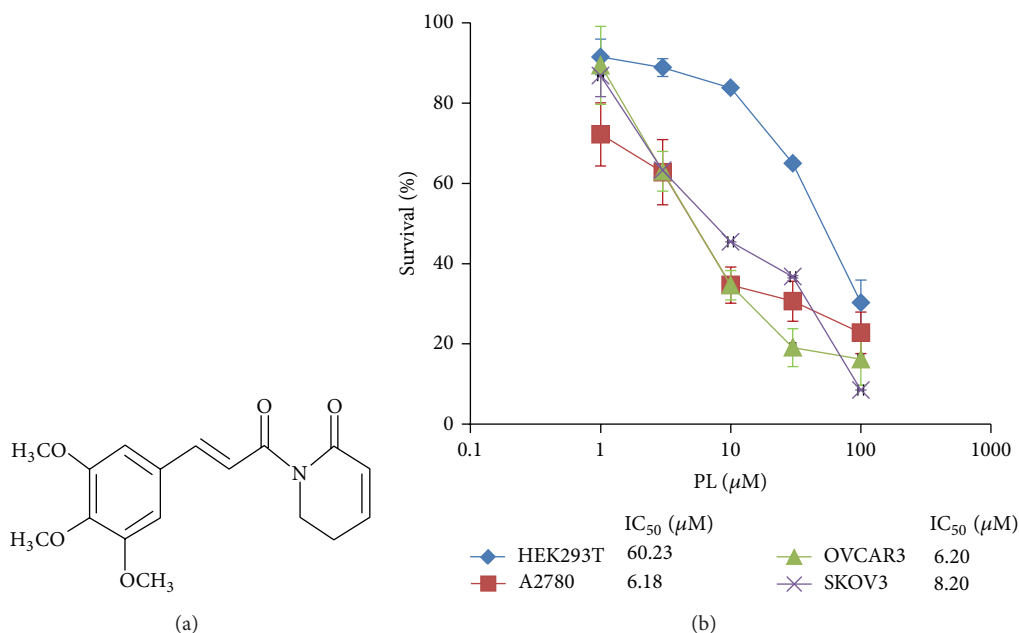 O
O
H₃CO
N
H₃CO
OCH₃
(a)
100
80
60
40
20
0
Survival (%)
0.1 1 10 100 1000
PL (μM)
IC₅₀ (μM) IC₅₀ (μM)
HEK293T 60.23 OVCAR3 6.20
A2780 6.18 SKOV3 8.20
(b)